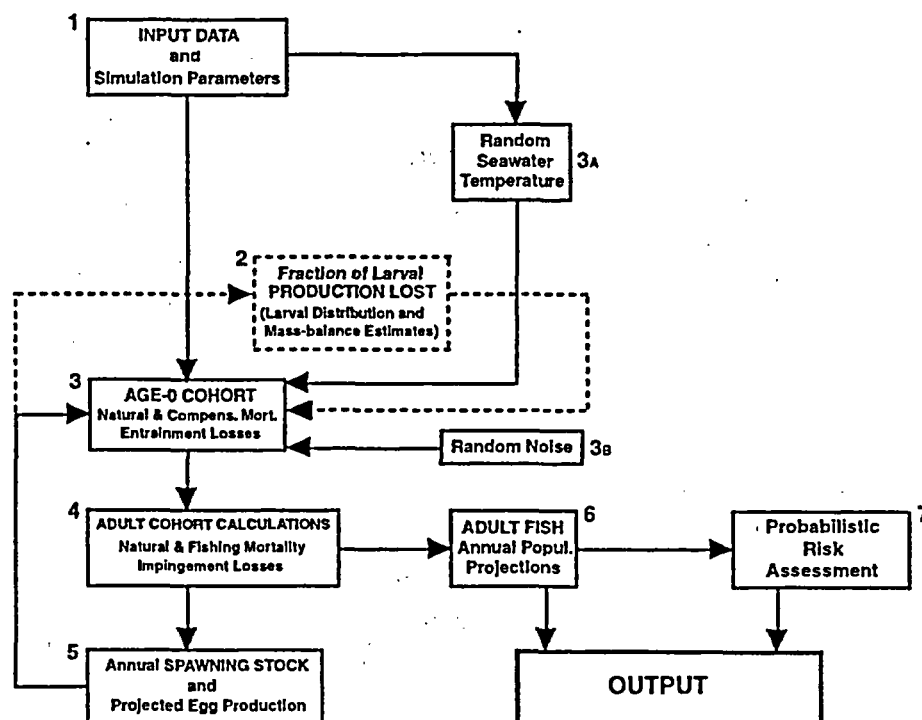 1
INPUT DATA
and
Simulation Parameters
Random
Seawater
Temperature
3A
2
Fraction of Larval
PRODUCTION LOST
(Larval Distribution and
Mass-balance Estimates)
3
AGE-0 COHORT
Natural & Compens. Mort.
Entrainment Losses
Random Noise
3B
4
ADULT COHORT CALCULATIONS
Natural & Fishing Mortality
Impingement Losses
6
ADULT FISH
Annual Popul.
Projections
7
Probabilistic
Risk
Assessment
5
Annual SPAWNING STOCK
and
Projected Egg Production
OUTPUT